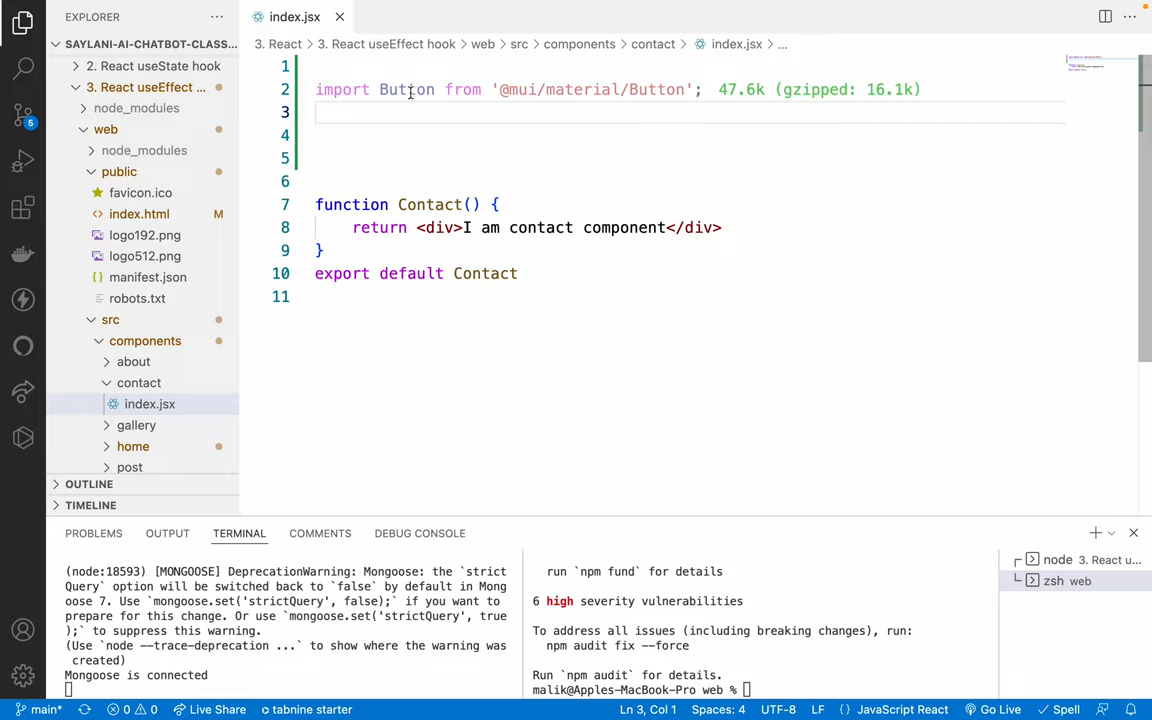 EXPLORER
SAYLANI-AI-CHATBOT-CLASS...
2. React useState hook
3. React useEffect ...
node_modules
web
node_modules
public
favicon.ico
index.html M
logo192.png
logo512.png
manifest.json
robots.txt
src
components
about
contact
index.jsx
gallery
home
post
OUTLINE
TIMELINE
5
index.jsx
3. React > 3. React useEffect hook > web > src > components > contact > index.jsx > ...
1
2 import Button from '@mui/material/Button'; 47.6k (gzipped: 16.1k)
3
4
5
6
7 function Contact() {
8 return <div>I am contact component</div>
9 }
10 export default Contact
11
PROBLEMS OUTPUT TERMINAL COMMENTS DEBUG CONSOLE
(node:18593) [MONGOOSE] DeprecationWarning: Mongoose: the `strict
Query` option will be switched back to `false` by default in Mong
oose 7. Use `mongoose.set('strictQuery', false);` if you want to
prepare for this change. Or use `mongoose.set('strictQuery', true
);` to suppress this warning.
(Use `node --trace-deprecation ...` to show where the warning was
created)
Mongoose is connected
run `npm fund` for details
6 high severity vulnerabilities
To address all issues (including breaking changes), run:
npm audit fix --force
Run `npm audit` for details.
malik@Apples-MacBook-Pro web %
node 3. React u...
zsh web
main* 0 0 Live Share tabnine starter Ln 3, Col 1 Spaces: 4 UTF-8 LF {} JavaScript React Go Live Spell